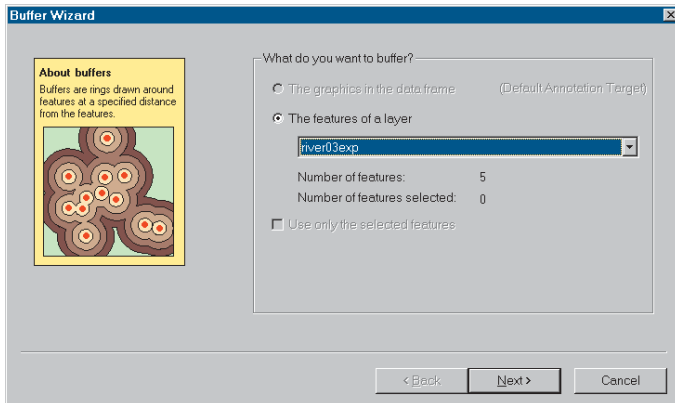 Buffer Wizard
About buffers
Buffers are rings drawn around
features at a specified distance
from the features.
What do you want to buffer?
The graphics in the data frame (Default Annotation Target)
The features of a layer
river03exp
Number of features: 5
Number of features selected: 0
Use only the selected features
< Back Next > Cancel